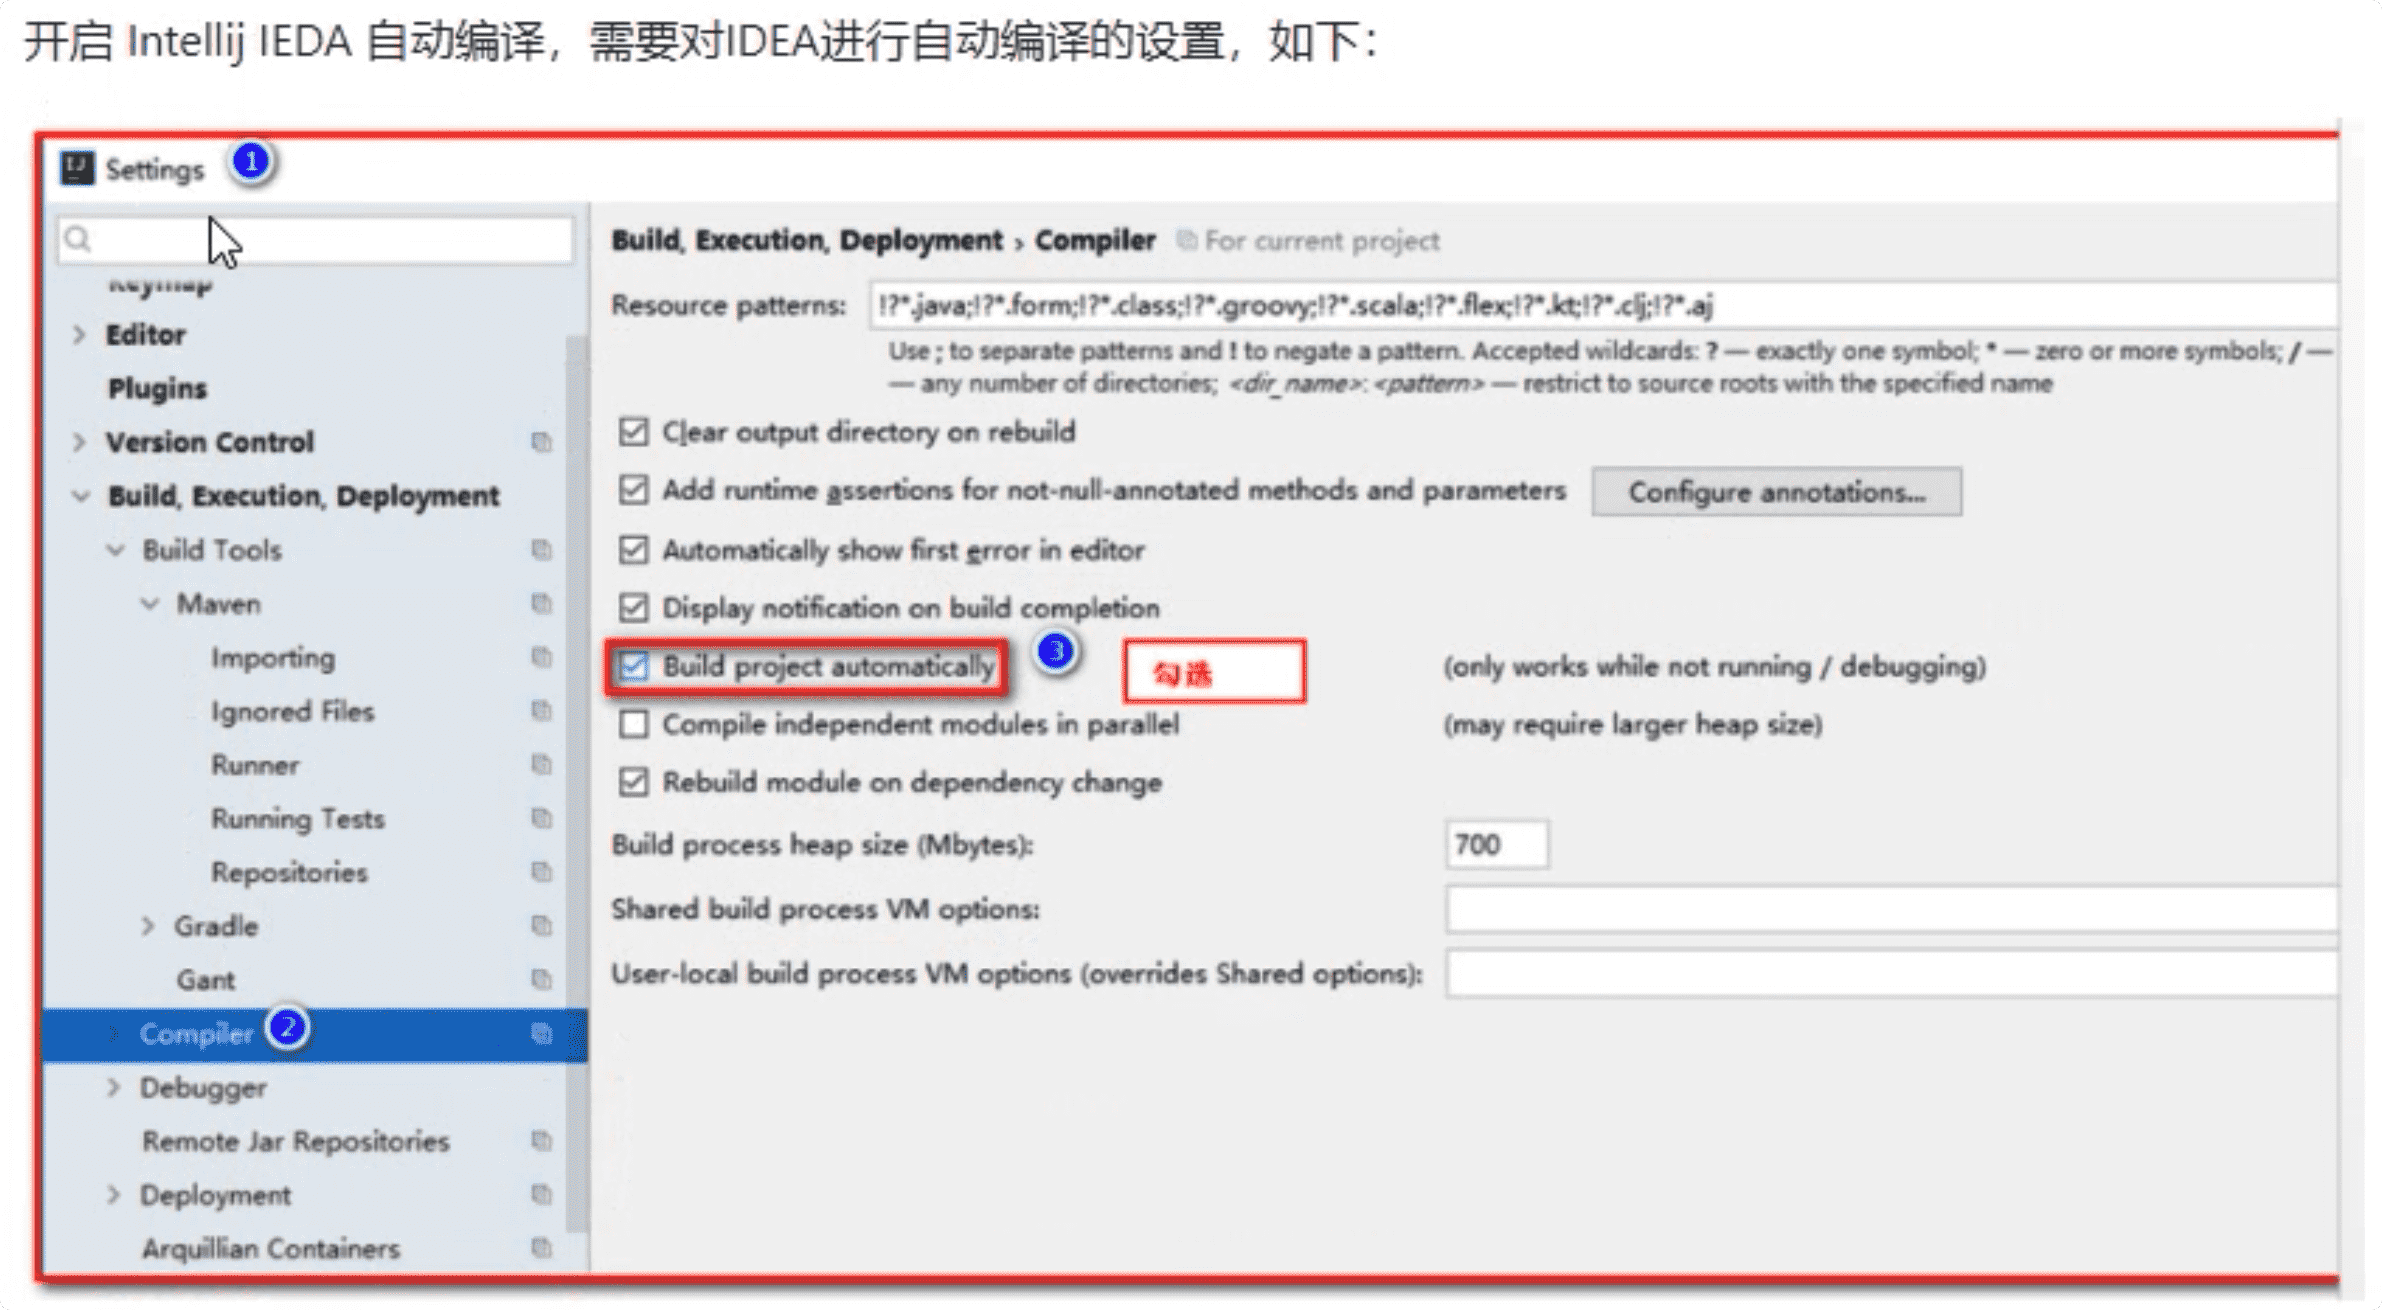 开启 Intellij IEDA 自动编译，需要对IDEA进行自动编译的设置，如下：
Settings 1
Keymap
Editor
Plugins
Version Control
Build, Execution, Deployment
Build Tools
Maven
Importing
Ignored Files
Runner
Running Tests
Repositories
Gradle
Gant
Compiler 2
Debugger
Remote Jar Repositories
Deployment
Arquillian Containers
Build, Execution, Deployment › Compiler For current project
Resource patterns: !?*.java;!?*.form;!?*.class;!?*.groovy;!?*.scala;!?*.flex;!?*.kt;!?*.clj;!?*.aj
Use ; to separate patterns and ! to negate a pattern. Accepted wildcards: ? — exactly one symbol; * — zero or more symbols; / —
— any number of directories; <dir_name>:<pattern> — restrict to source roots with the specified name
Clear output directory on rebuild
Add runtime assertions for not-null-annotated methods and parameters Configure annotations...
Automatically show first error in editor
Display notification on build completion
Build project automatically 3 勾选 (only works while not running / debugging)
Compile independent modules in parallel (may require larger heap size)
Rebuild module on dependency change
Build process heap size (Mbytes): 700
Shared build process VM options:
User-local build process VM options (overrides Shared options):